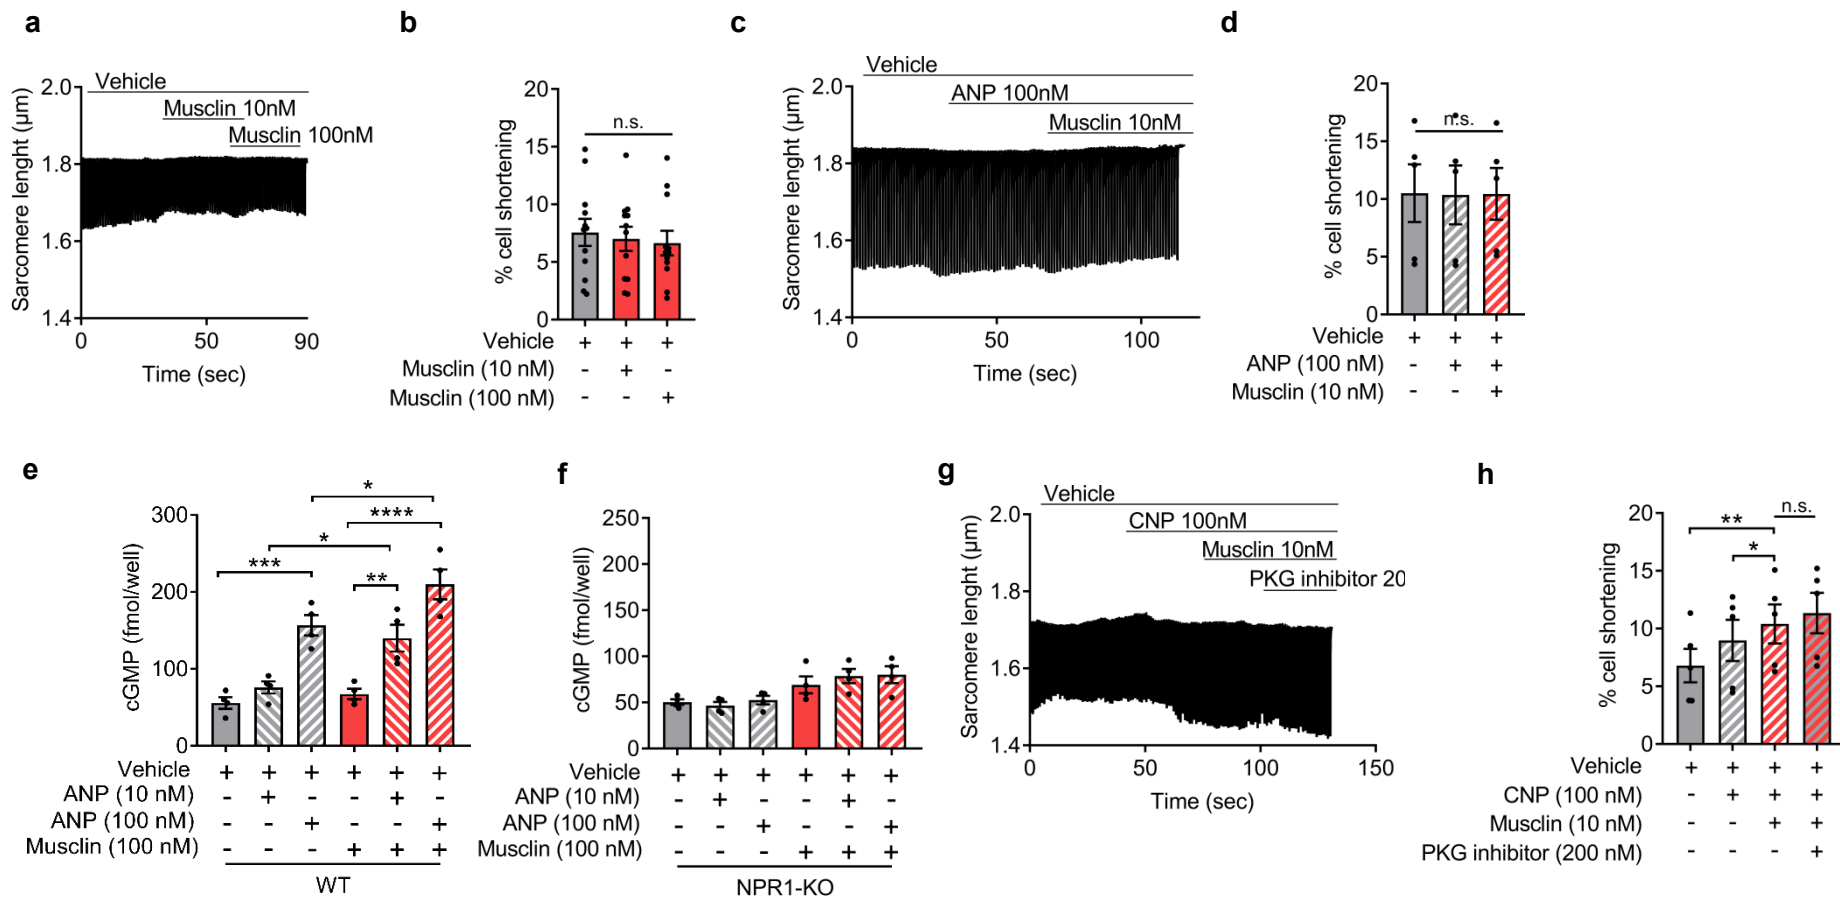 a
Vehicle
Musclin 10nM
Musclin 100nM
Sarcomere lenght (µm)
2.0
1.8
1.6
1.4
0 50 90
Time (sec)
b
n.s.
% cell shortening
20
15
10
5
0
Vehicle + + +
Musclin (10 nM) - + -
Musclin (100 nM) - - +
c
Vehicle
ANP 100nM
Musclin 10nM
Sarcomere lenght (µm)
2.0
1.8
1.6
1.4
0 50 100
Time (sec)
d
n.s.
% cell shortening
20
15
10
5
0
Vehicle + + +
ANP (100 nM) - + +
Musclin (10 nM) - - +
e
*
****
*
***
**
cGMP (fmol/well)
300
200
100
0
Vehicle + + + + + +
ANP (10 nM) - + - - + -
ANP (100 nM) - - + - - +
Musclin (100 nM) - - - + + +
WT
f
cGMP (fmol/well)
250
200
150
100
50
0
Vehicle + + + + + +
ANP (10 nM) - + - - + -
ANP (100 nM) - - + - - +
Musclin (100 nM) - - - + + +
NPR1-KO
g
Vehicle
CNP 100nM
Musclin 10nM
PKG inhibitor 20
Sarcomere lenght (µm)
2.0
1.8
1.6
1.4
0 50 100 150
Time (sec)
h
n.s.
**
*
% cell shortening
20
15
10
5
0
Vehicle + + + +
CNP (100 nM) - + + +
Musclin (10 nM) - - + +
PKG inhibitor (200 nM) - - - +